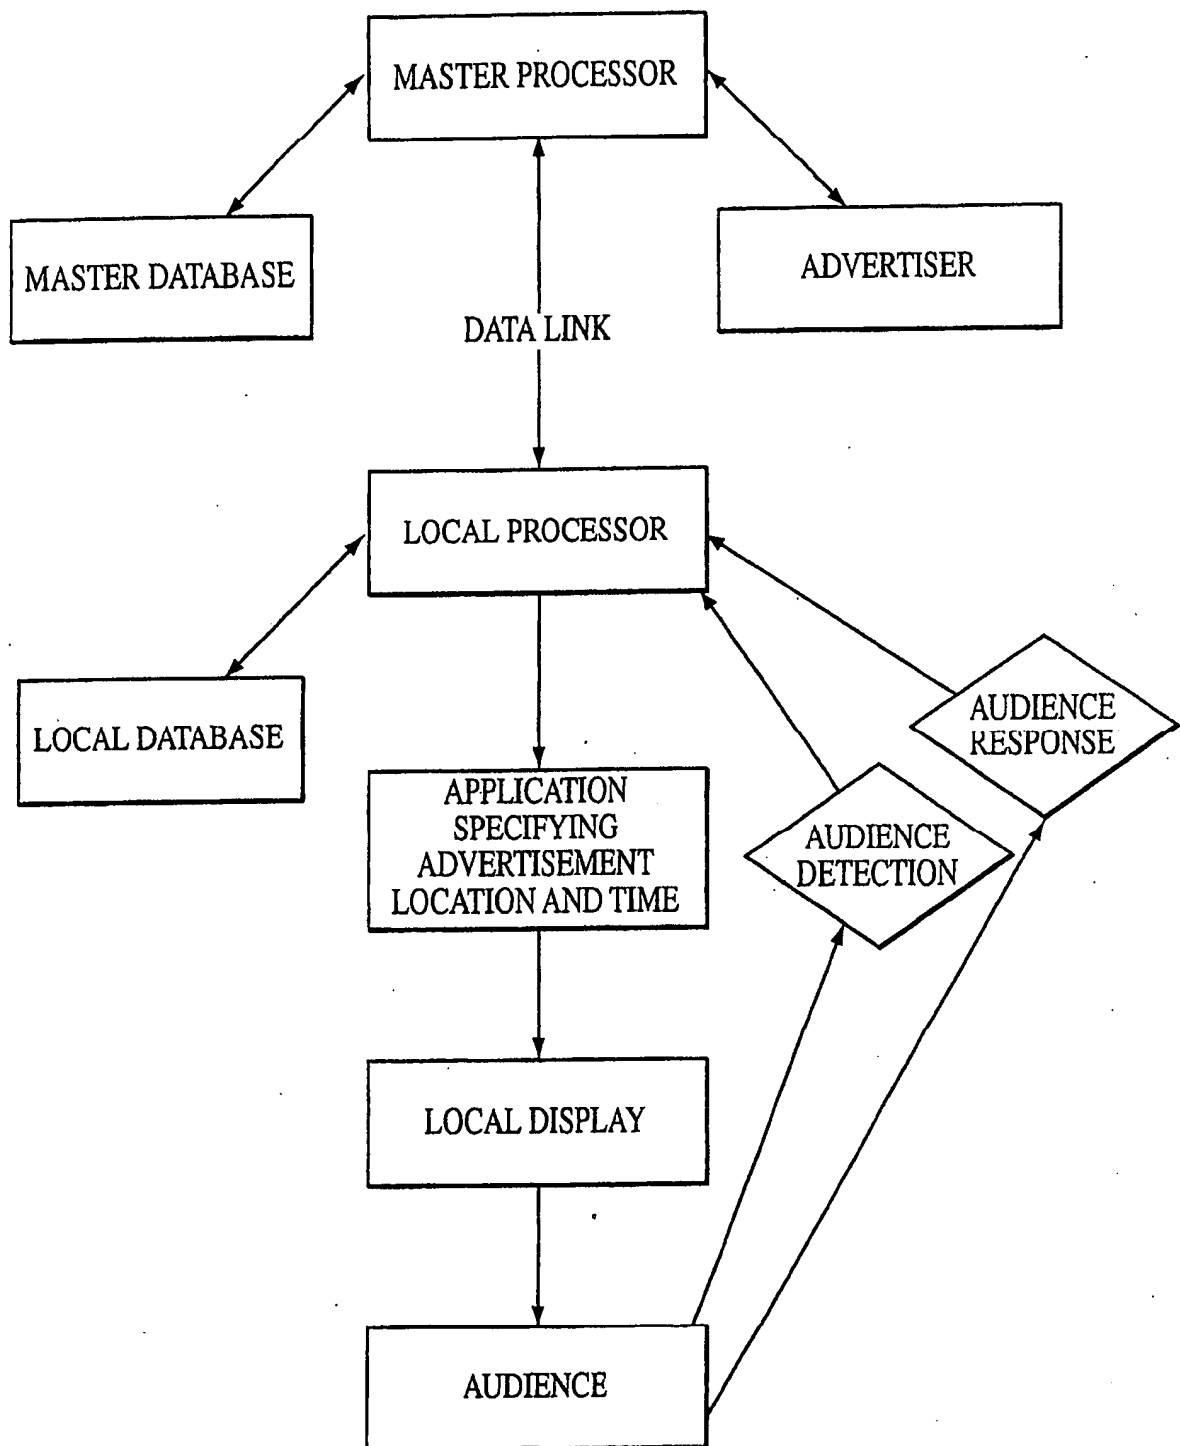 MASTER PROCESSOR
MASTER DATABASE
ADVERTISER
DATA LINK
LOCAL PROCESSOR
LOCAL DATABASE
AUDIENCE
RESPONSE
APPLICATION
SPECIFYING
ADVERTISEMENT
LOCATION AND TIME
AUDIENCE
DETECTION
LOCAL DISPLAY
AUDIENCE